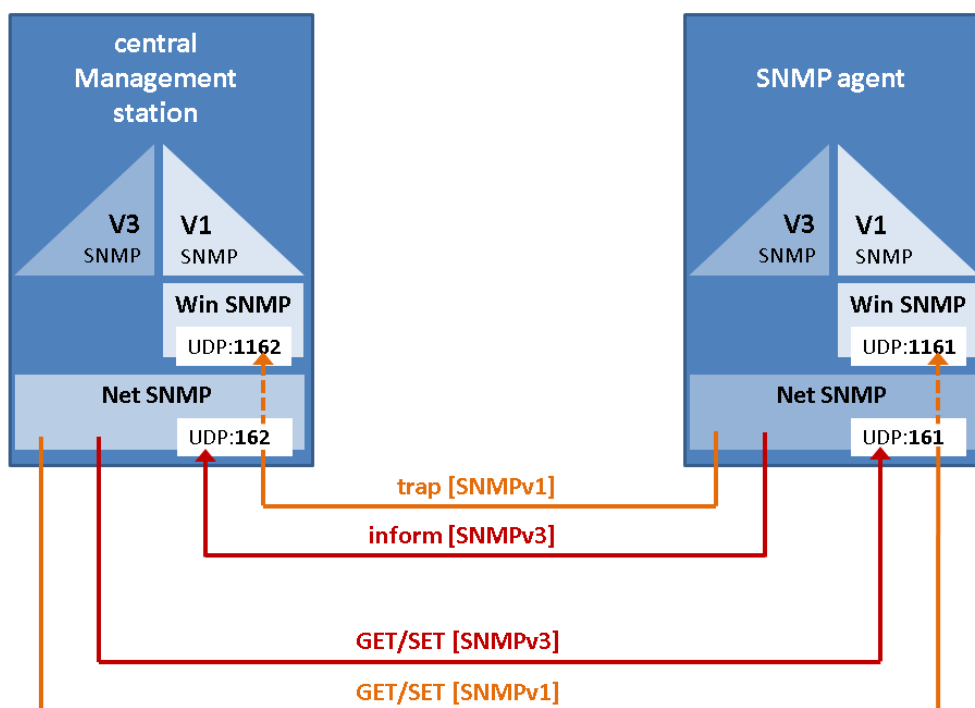 central
Management
station
V3
SNMP
V1
SNMP
Win SNMP
UDP:1162
Net SNMP
UDP:162
SNMP agent
V3
SNMP
V1
SNMP
Win SNMP
UDP:1161
Net SNMP
UDP:161
trap [SNMPv1]
inform [SNMPv3]
GET/SET [SNMPv3]
GET/SET [SNMPv1]